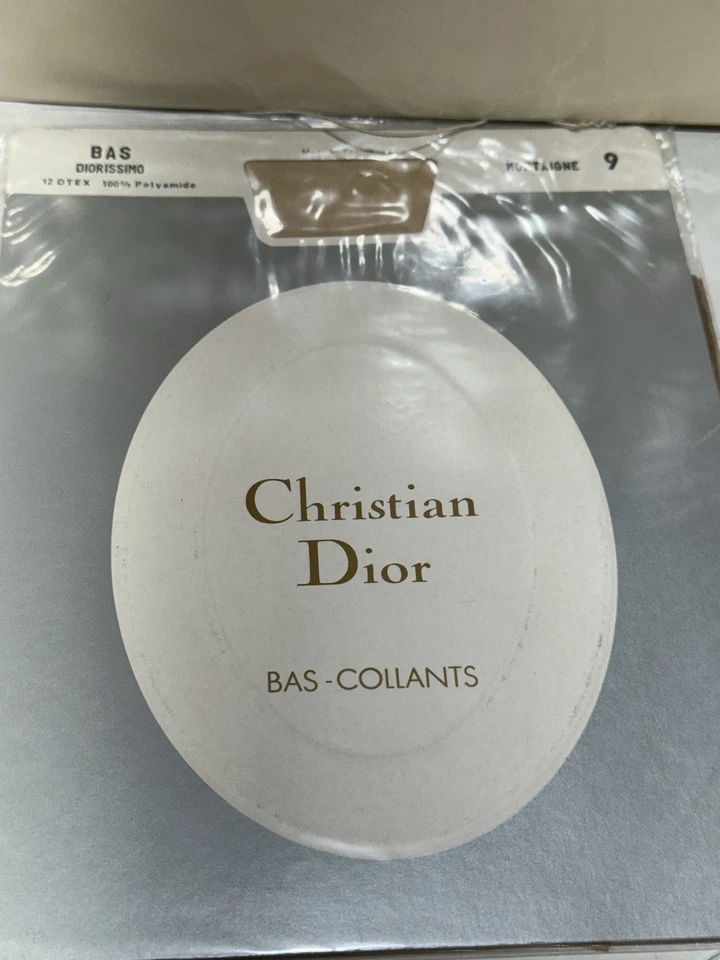 BAS
DIORISSIMO
12 DTEX 100% Polyamide
MONTAIGNE 9
Christian
Dior
BAS-COLLANTS